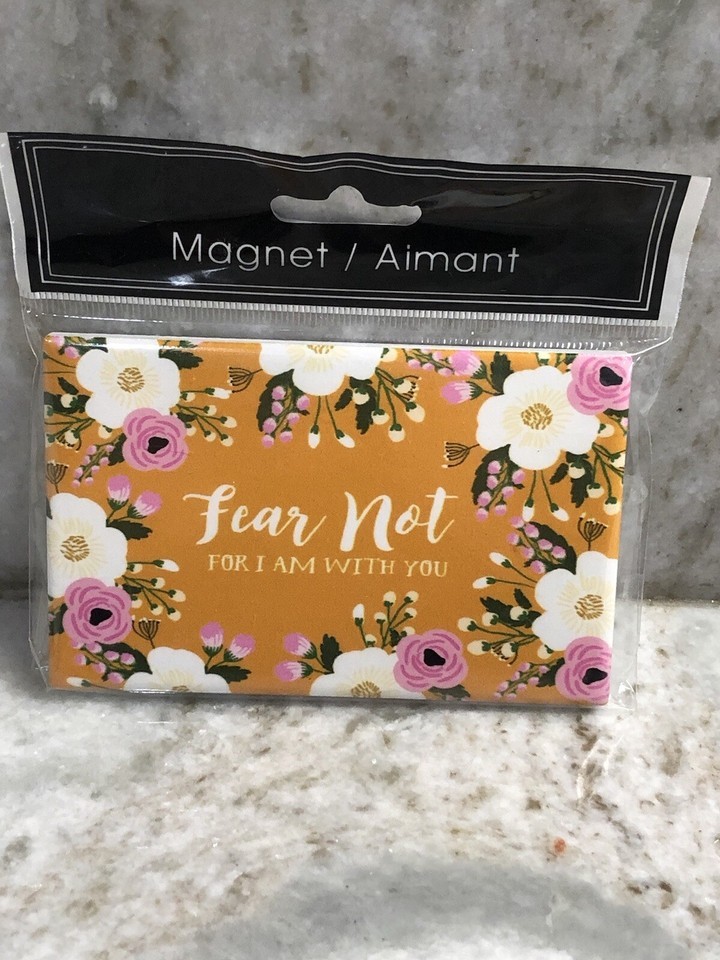 Magnet / Aimant
Fear Not
FOR I AM WITH YOU